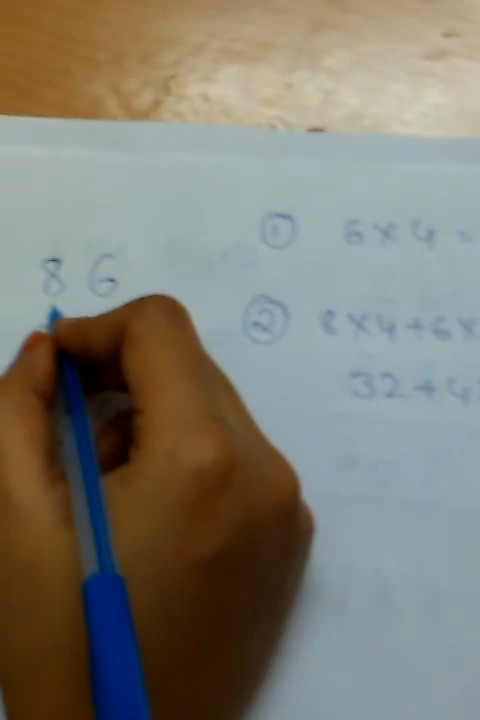 86
① 6×4=
② 8×4+6×
32+4